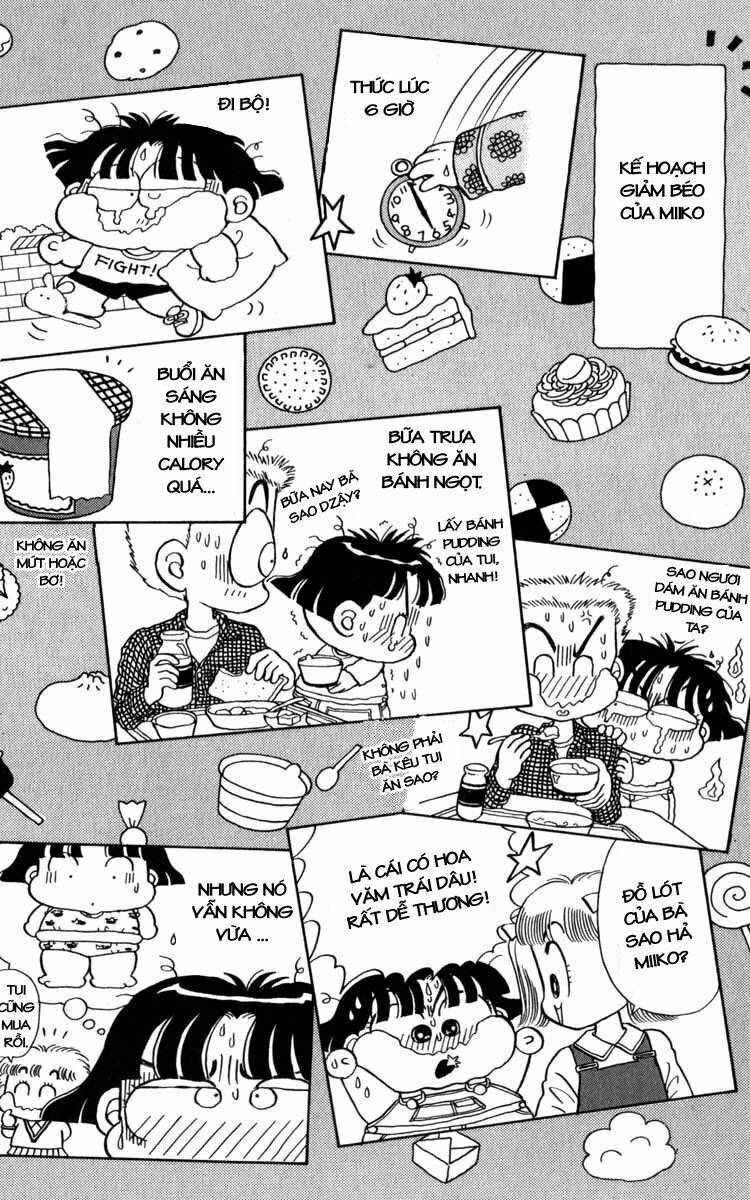 KẾ HOẠCH
GIẢM BÉO
CỦA MIIKO
THỨC LÚC
6 GIỜ
ĐI BỘ!
FIGHT!
BUỔI ĂN
SÁNG
KHÔNG
NHIỀU
CALORY
QUÁ...
KHÔNG ĂN
MỨT HOẶC
BƠ!
BỮA TRƯA
KHÔNG ĂN
BÁNH NGỌT.
BỮA NAY BÀ
SAO DZẬY?
LẤY BÁNH
PUDDING
CỦA TUI,
NHANH!
SAO NGƯƠI
DÁM ĂN BÁNH
PUDDING CỦA
TA?
KHÔNG PHẢI
BÀ KÊU TUI
ĂN SAO?
ĐỒ LÓT
CỦA BÀ
SAO HẢ
MIIKO?
LÀ CÁI CÓ HOA
VĂM TRÁI DÂU!
RẤT DỄ THƯƠNG!
NHƯNG NÓ
VẪN KHÔNG
VỪA ...
TUI
CŨNG
MUA
RỒI.